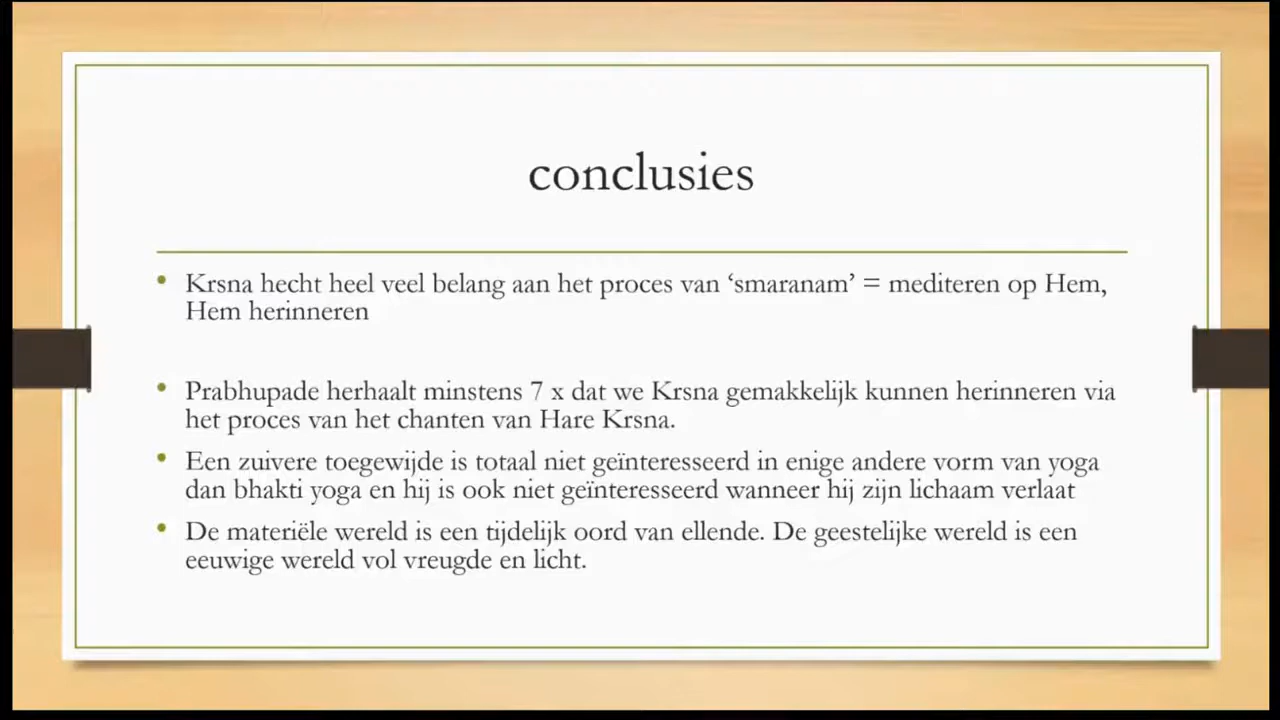 conclusies
• Krsna hecht heel veel belang aan het proces van ‘smaranam’ = mediteren op Hem,
Hem herinneren
• Prabhupade herhaalt minstens 7 x dat we Krsna gemakkelijk kunnen herinneren via
het proces van het chanten van Hare Krsna.
• Een zuivere toegewijde is totaal niet geïnteresseerd in enige andere vorm van yoga
dan bhakti yoga en hij is ook niet geïnteresseerd wanneer hij zijn lichaam verlaat
• De materiële wereld is een tijdelijk oord van ellende. De geestelijke wereld is een
eeuwige wereld vol vreugde en licht.